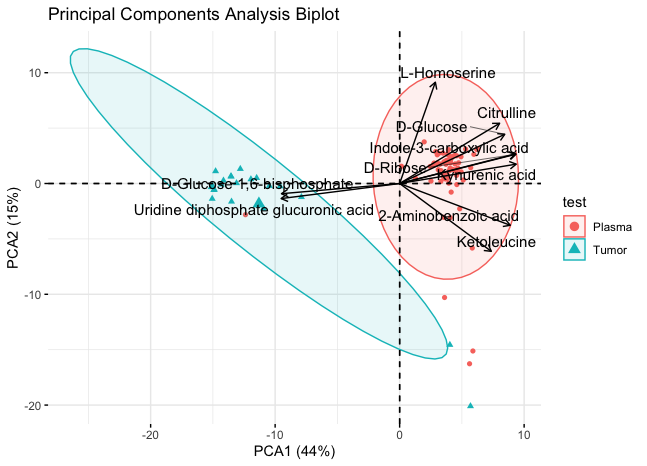 Principal Components Analysis Biplot
L-Homoserine
Citrulline
D-Glucose
Indole-3-carboxylic acid
D-Ribose
Kynurenic acid
D-Glucose-1,6-bisphosphate
Uridine diphosphate glucuronic acid
2-Aminobenzoic acid
Ketoleucine
10
0
-10
-20
PCA2 (15%)
-20
-10
0
10
PCA1 (44%)
test
Plasma
Tumor